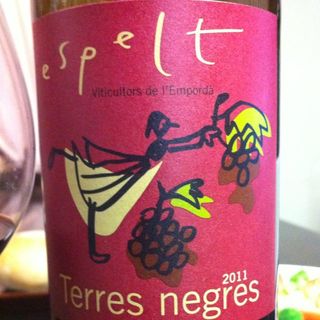 espelt
Viticultors de l'Empordà
2011
Terres negres